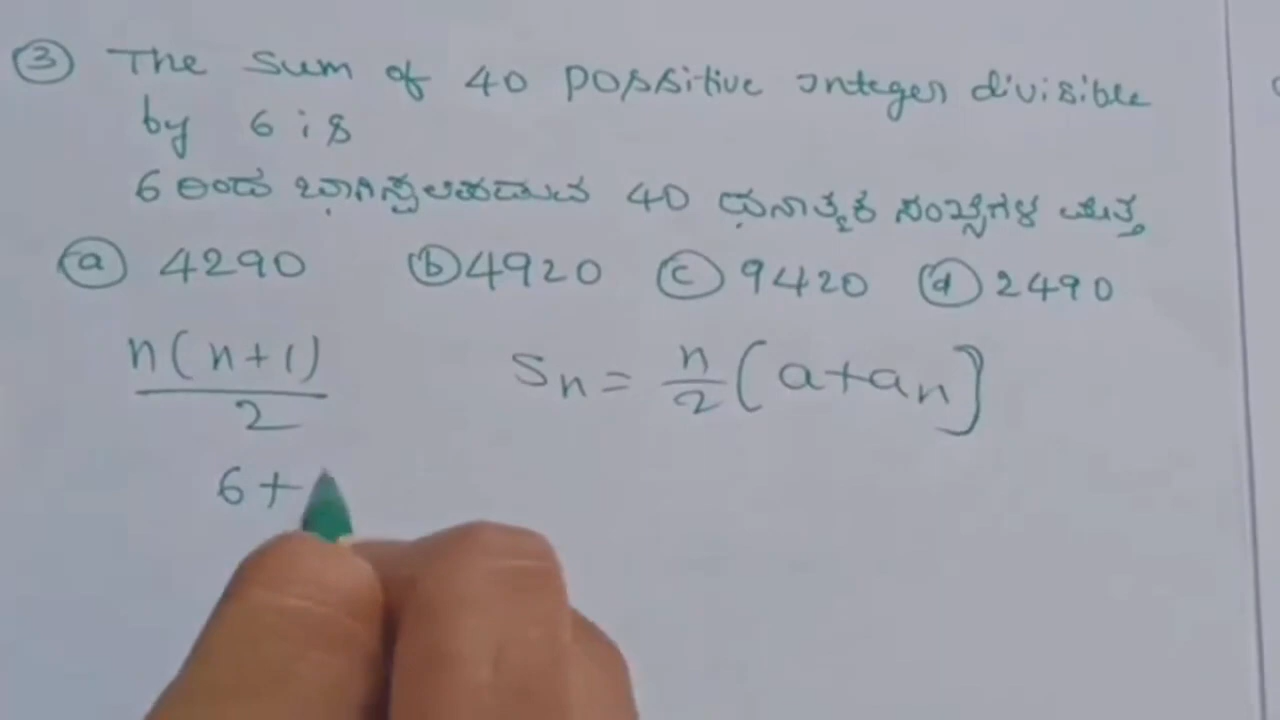 ③ The sum of 40 possitive integer divisible
by 6 is
6 ರಿಂದ ಭಾಗಿಸಲ್ಪಡುವ 40 ಧನಾತ್ಮಕ ಸಂಖ್ಯೆಗಳ ಮೊತ್ತ
ⓐ 4290 ⓑ 4920 ⓒ 9420 ⓓ 2490
n(n+1)/2 Sn = n/2 (a+an]
6+